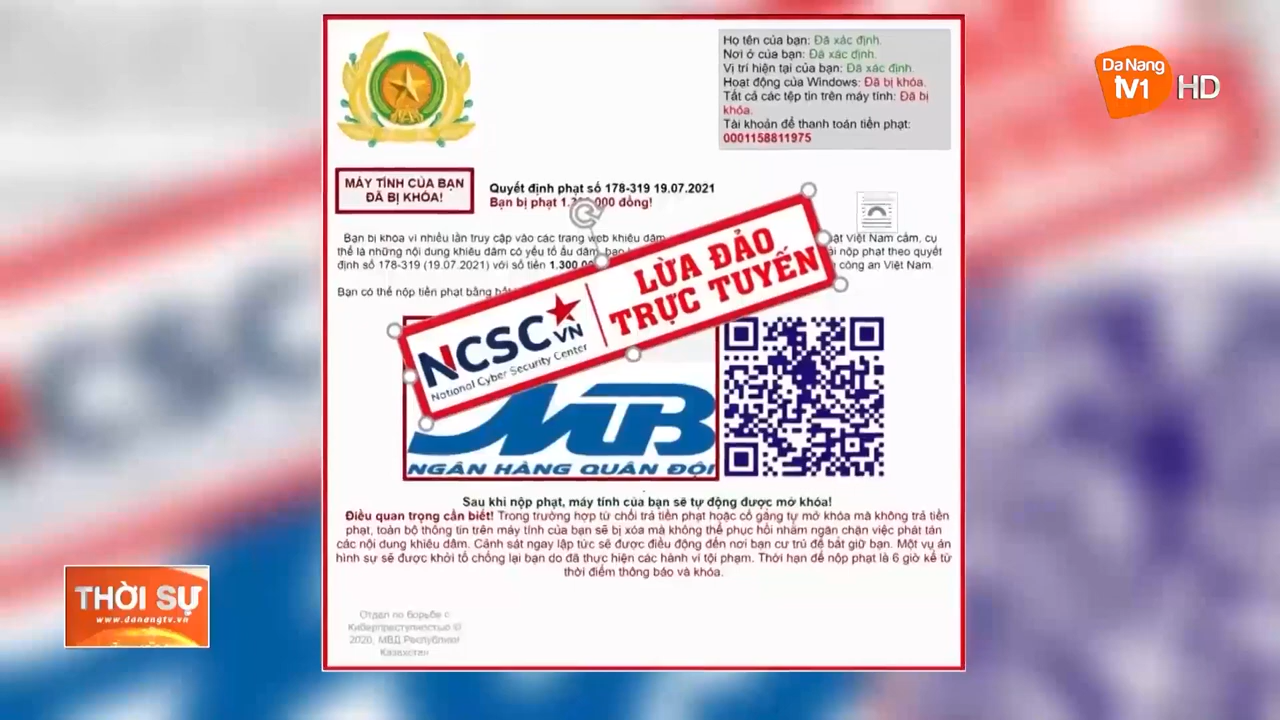 Họ tên của bạn: Đã xác định.
Nơi ở của bạn: Đã xác định.
Vị trí hiện tại của bạn: Đã xác định.
Hoạt động của Windows: Đã bị khóa.
Tất cả các tệp tin trên máy tính: Đã bị
khóa.
Tài khoản để thanh toán tiền phạt:
0001158811975
Da Nang
TV1 HD
MÁY TÍNH CỦA BẠN
ĐÃ BỊ KHÓA!
Quyết định phạt số 178-319 19.07.2021
Bạn bị phạt 000 đồng!
Bạn bị khóa vì nhiều lần truy cập vào các trang web khiêu dâm Việt Nam cấm, cụ
thể là những nội dung khiêu dâm có yếu tố ấu dâm nộp phạt theo quyết
định số 178-319 (19.07.2021) với số tiền 1.300 công an Việt Nam.
Bạn có thể nộp tiền phạt bằng
LỪA ĐẢO
TRỰC TUYẾN
NCSC VN
National Cyber Security Center
MB
NGÂN HÀNG QUÂN ĐỘI
Sau khi nộp phạt, máy tính của bạn sẽ tự động được mở khóa!
Điều quan trọng cần biết! Trong trường hợp từ chối trả tiền phạt hoặc cố gắng tự mở khóa mà không trả tiền
phạt, toàn bộ thông tin trên máy tính của bạn sẽ bị xóa mà không thể phục hồi nhằm ngăn chặn việc phát tán
các nội dung khiêu dâm. Cảnh sát ngay lập tức sẽ được điều động đến nơi bạn cư trú để bắt giữ bạn. Một vụ án
hình sự sẽ được khởi tố chống lại bạn do đã thực hiện các hành vi tội phạm. Thời hạn để nộp phạt là 6 giờ kể từ
thời điểm thông báo và khóa.
THỜI SỰ
www.danangtv.vn
Отдел по борьбе с
Киберпреступностью ©
2020, МВД Республики
Казахстан